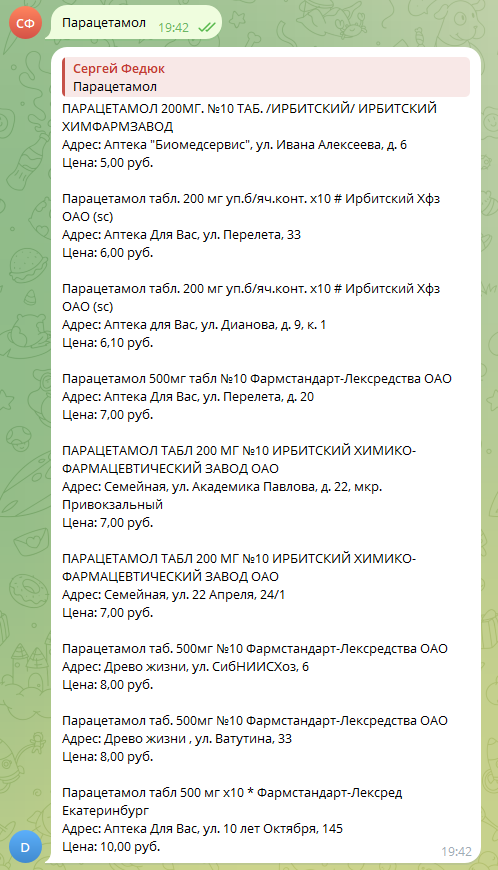 СФ
Парацетамол 19:42
Сергей Федюк
Парацетамол
ПАРАЦЕТАМОЛ 200МГ. №10 ТАБ. /ИРБИТСКИЙ/ ИРБИТСКИЙ
ХИМФАРМЗАВОД
Адрес: Аптека "Биомедсервис", ул. Ивана Алексеева, д. 6
Цена: 5,00 руб.
Парацетамол табл. 200 мг уп.б/яч.конт. x10 # Ирбитский Хфз
ОАО (sc)
Адрес: Аптека Для Вас, ул. Перелета, 33
Цена: 6,00 руб.
Парацетамол табл. 200 мг уп.б/яч.конт. x10 # Ирбитский Хфз
ОАО (sc)
Адрес: Аптека для Вас, ул. Дианова, д. 9, к. 1
Цена: 6,10 руб.
Парацетамол 500мг табл №10 Фармстандарт-Лексредства ОАО
Адрес: Аптека Для Вас, ул. Перелета, д. 20
Цена: 7,00 руб.
ПАРАЦЕТАМОЛ ТАБЛ 200 МГ №10 ИРБИТСКИЙ ХИМИКО-
ФАРМАЦЕВТИЧЕСКИЙ ЗАВОД ОАО
Адрес: Семейная, ул. Академика Павлова, д. 22, мкр.
Привокзальный
Цена: 7,00 руб.
ПАРАЦЕТАМОЛ ТАБЛ 200 МГ №10 ИРБИТСКИЙ ХИМИКО-
ФАРМАЦЕВТИЧЕСКИЙ ЗАВОД ОАО
Адрес: Семейная, ул. 22 Апреля, 24/1
Цена: 7,00 руб.
Парацетамол таб. 500мг №10 Фармстандарт-Лексредства ОАО
Адрес: Древо жизни, ул. СибНИИСХоз, 6
Цена: 8,00 руб.
Парацетамол таб. 500мг №10 Фармстандарт-Лексредства ОАО
Адрес: Древо жизни , ул. Ватутина, 33
Цена: 8,00 руб.
Парацетамол табл 500 мг x10 * Фармстандарт-Лексред
Екатеринбург
Адрес: Аптека Для Вас, ул. 10 лет Октября, 145
Цена: 10,00 руб.
D
19:42